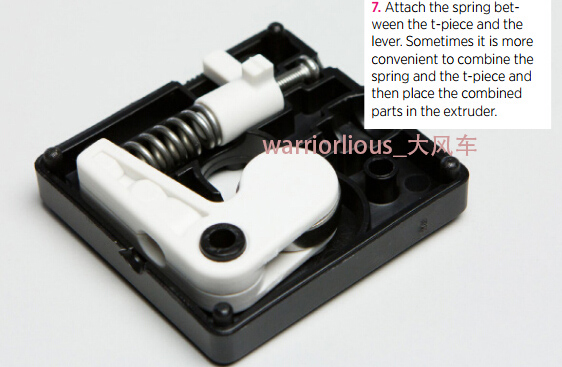 7. Attach the spring bet-
ween the t-piece and the
lever. Sometimes it is more
convenient to combine the
spring and the t-piece and
then place the combined
parts in the extruder.
warriorlious_大风车